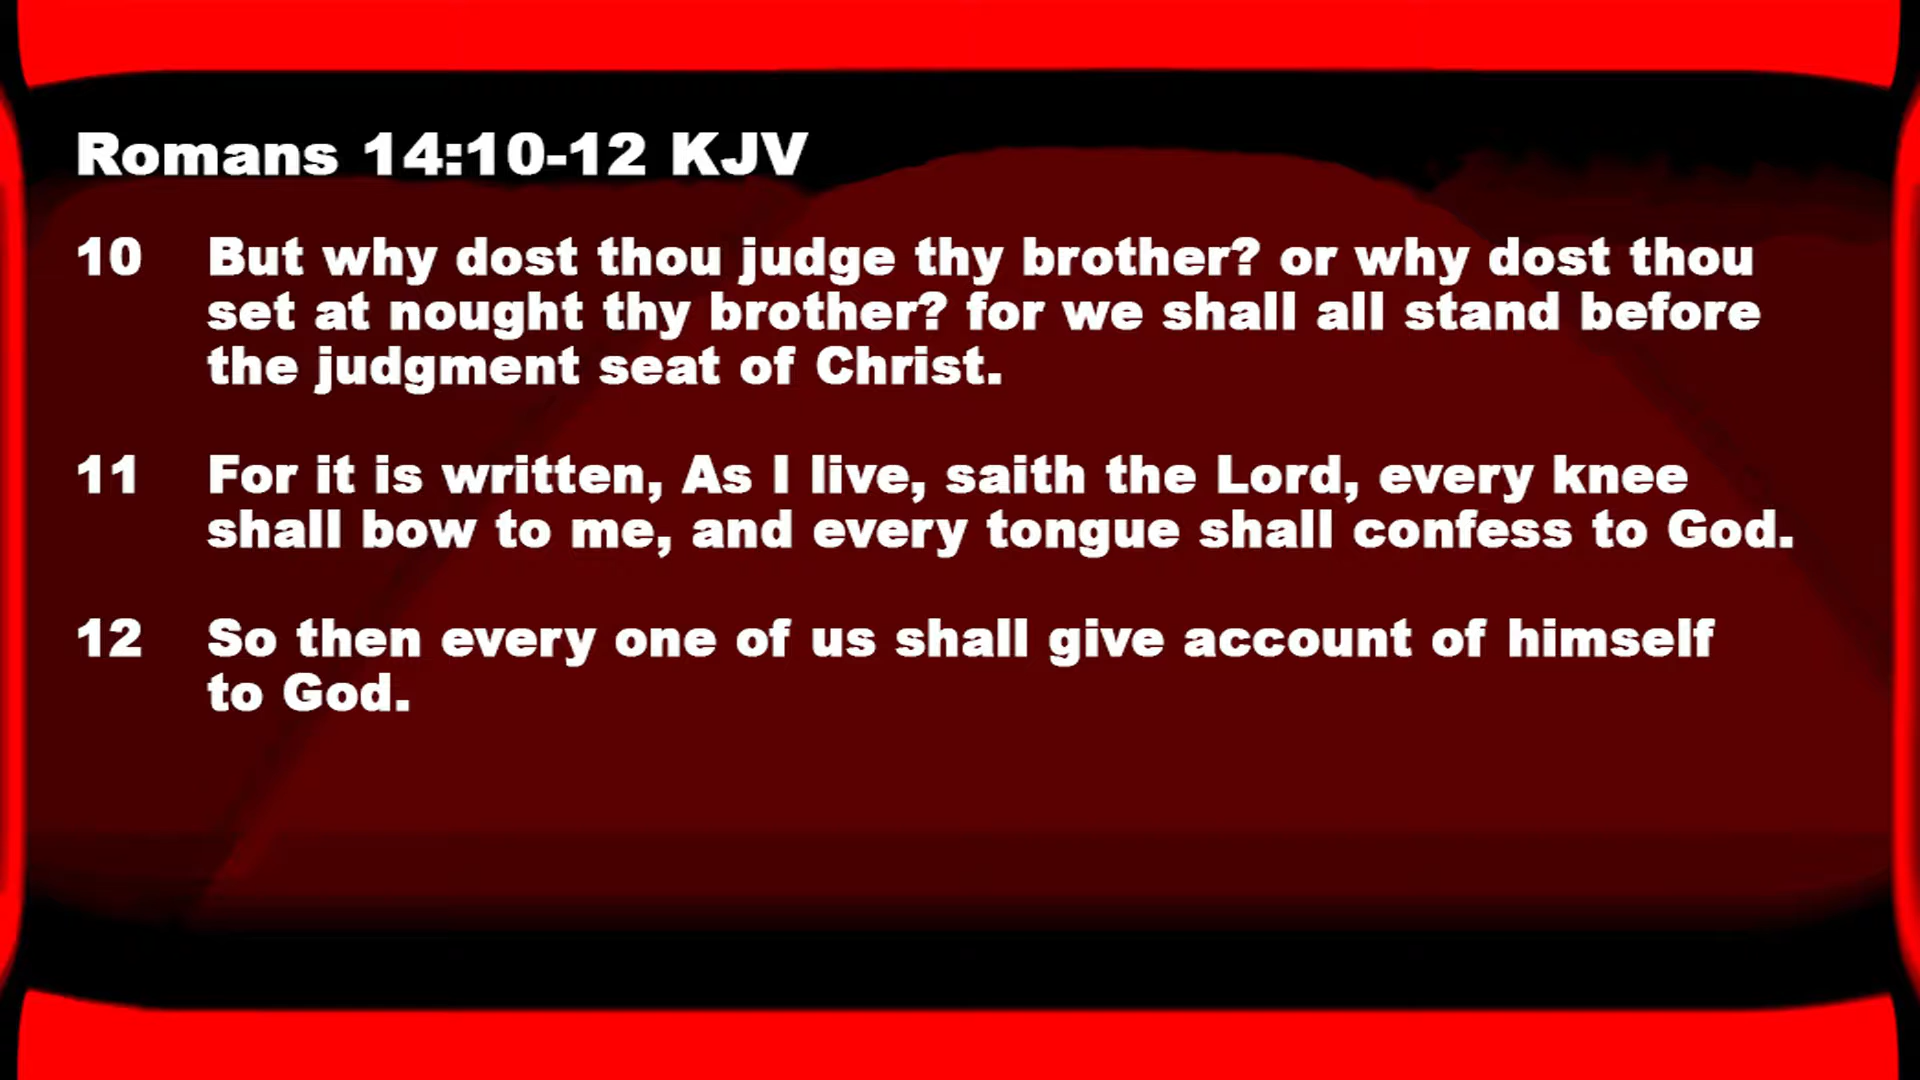 Romans 14:10-12 KJV
10 But why dost thou judge thy brother? or why dost thou
set at nought thy brother? for we shall all stand before
the judgment seat of Christ.
11 For it is written, As I live, saith the Lord, every knee
shall bow to me, and every tongue shall confess to God.
12 So then every one of us shall give account of himself
to God.